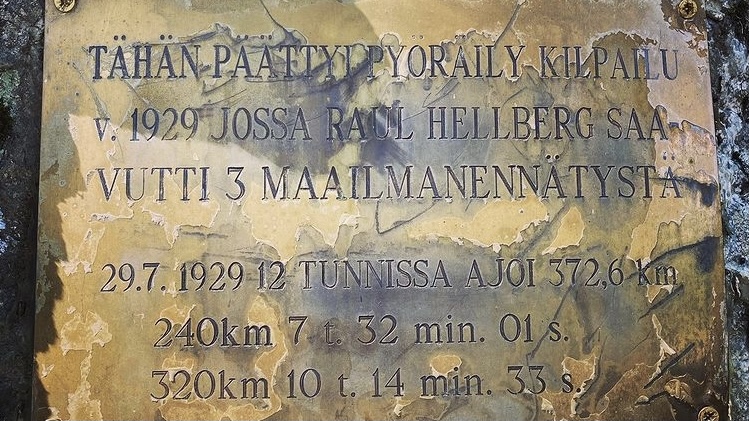 TÄHÄN PÄÄTTYI PYÖRÄILY KILPAILU
v. 1929 JOSSA RAUL HELLBERG SAA-
VUTTI 3 MAAILMANENNÄTYSTÄ
29.7. 1929 12 TUNNISSA AJOI 372,6 km
240km 7 t. 32 min. 01 s.
320km 10 t. 14 min. 33 s.